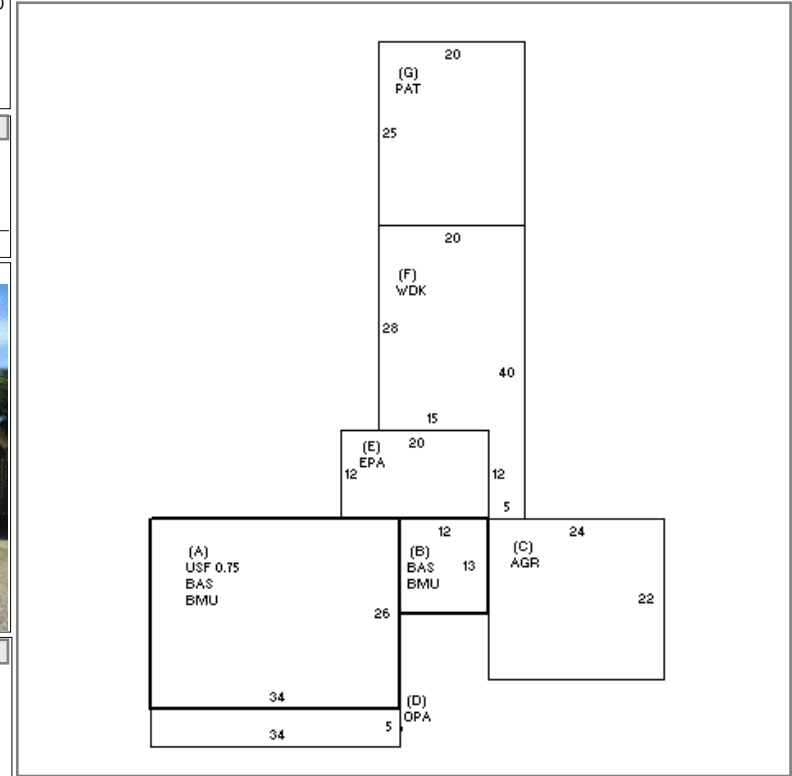 20
(G)
PAT
25
20
(F)
WDK
28
40
15
(E)
20
EPA
12
12
5
(A)
USF 0.75
BAS
BMU
26
34
12
(B)
BAS
13
BMU
24
(C)
AGR
22
(D)
OPA
5
34